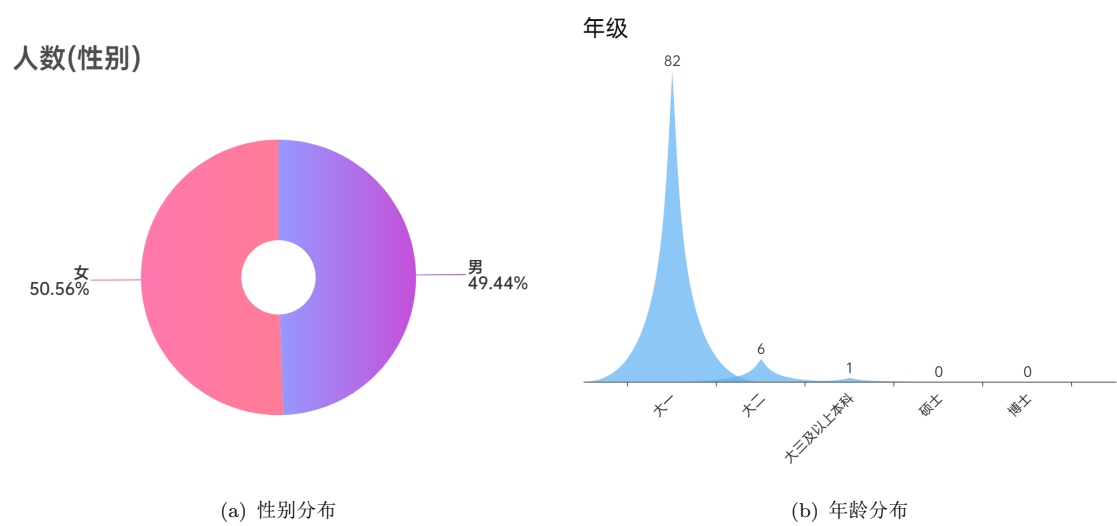 人数(性别)
女
50.56%
男
49.44%
(a) 性别分布
年级
82
6
1
0
0
大一
大二
大三及以上本科
硕士
博士
(b) 年龄分布